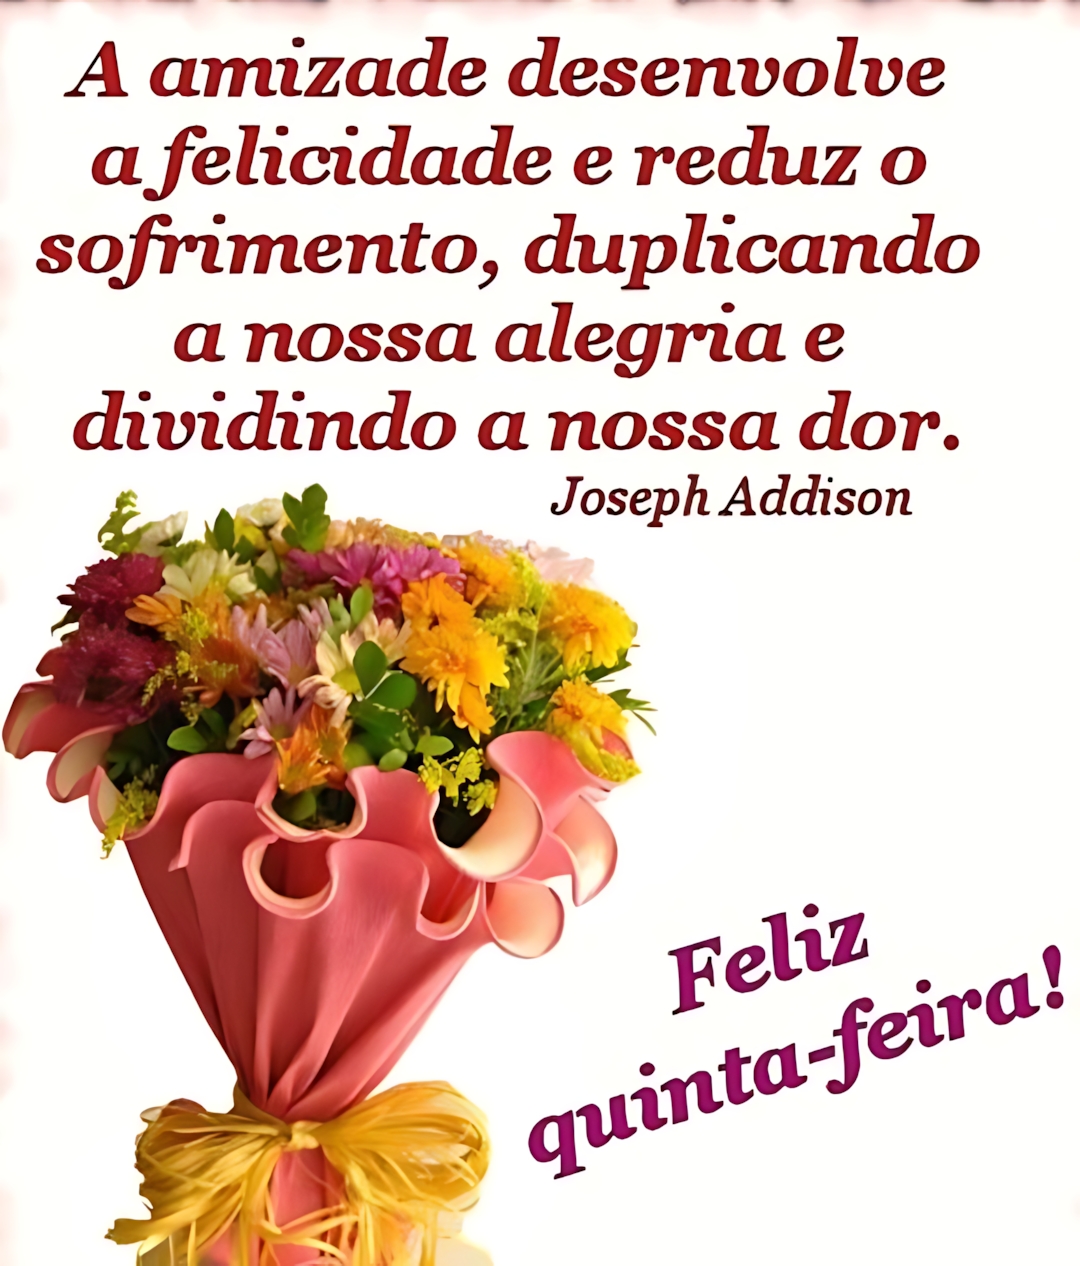 A amizade desenvolve
a felicidade e reduz o
sofrimento, duplicando
a nossa alegria e
dividindo a nossa dor.
Joseph Addison
Feliz
quinta-feira!